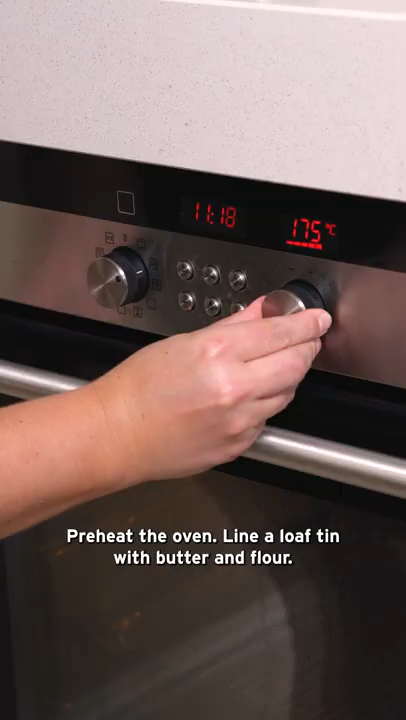 11:18
175°C
Preheat the oven. Line a loaf tin
with butter and flour.